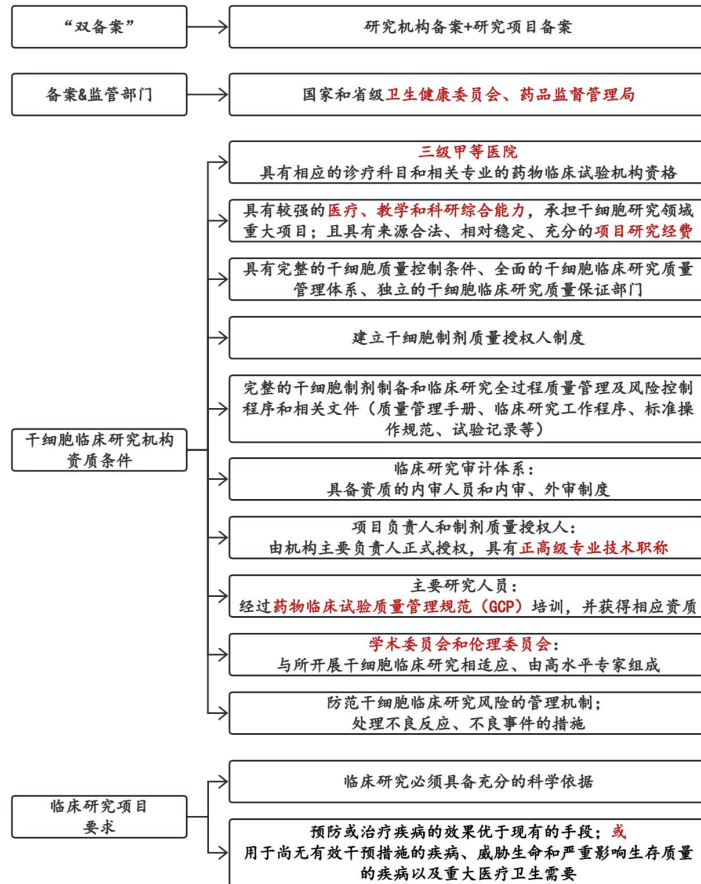 “双备案”
研究机构备案+研究项目备案
备案&监管部门
国家和省级卫生健康委员会、药品监督管理局
干细胞临床研究机构
资质条件
三级甲等医院
具有相应的诊疗科目和相关专业的药物临床试验机构资格
具有较强的医疗、教学和科研综合能力，承担干细胞研究领域
重大项目；且具有来源合法、相对稳定、充分的项目研究经费
具有完整的干细胞质量控制条件、全面的干细胞临床研究质量
管理体系、独立的干细胞临床研究质量保证部门
建立干细胞制剂质量授权人制度
完整的干细胞制剂制备和临床研究全过程质量管理及风险控制
程序和相关文件（质量管理手册、临床研究工作程序、标准操
作规范、试验记录等）
临床研究审计体系：
具备资质的内审人员和内审、外审制度
项目负责人和制剂质量授权人：
由机构主要负责人正式授权，具有正高级专业技术职称
主要研究人员：
经过药物临床试验质量管理规范（GCP）培训，并获得相应资质
学术委员会和伦理委员会：
与所开展干细胞临床研究相适应、由高水平专家组成
防范干细胞临床研究风险的管理机制；
处理不良反应、不良事件的措施
临床研究项目
要求
临床研究必须具备充分的科学依据
预防或治疗疾病的效果优于现有的手段；或
用于尚无有效干预措施的疾病、威胁生命和严重影响生存质量
的疾病以及重大医疗卫生需要